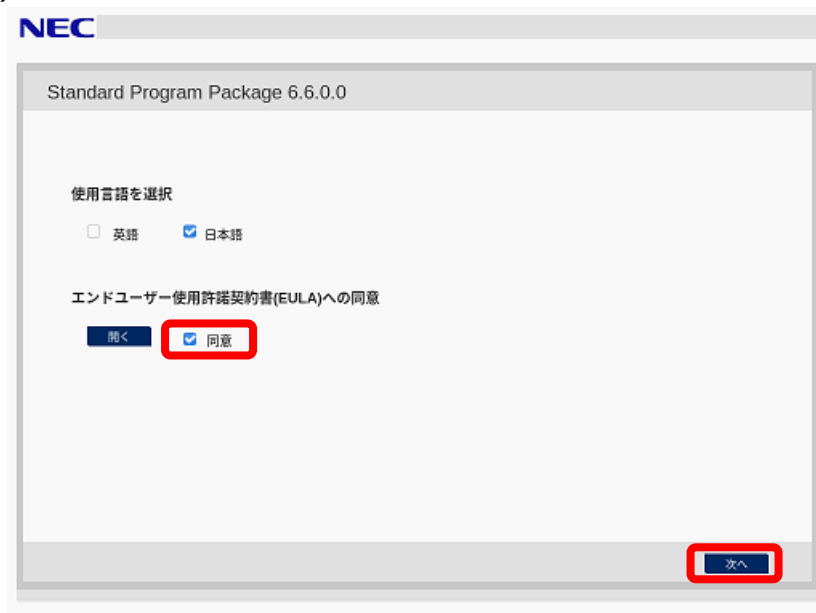 NEC
Standard Program Package 6.6.0.0
使用言語を選択
英語 日本語
エンドユーザー使用許諾契約書(EULA)への同意
開く 同意
次へ